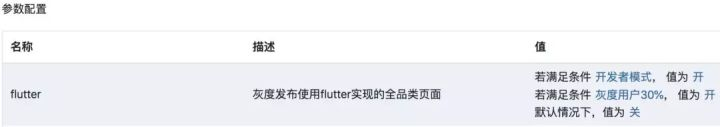 参数配置
名称 描述 值
若满足条件 开发者模式， 值为 开
flutter 灰度发布使用flutter实现的全品类页面 若满足条件 灰度用户30%， 值为 开
默认情况下，值为 关